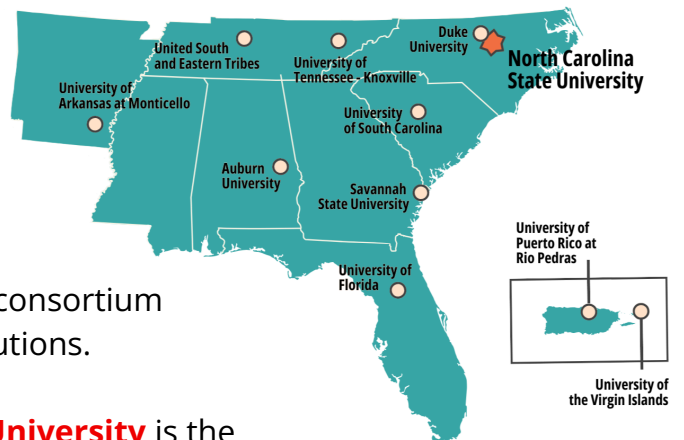 Duke
University
North Carolina
State University
United South
and Eastern Tribes
University of
Tennessee - Knoxville
University of
Arkansas at Monticello
University
of South Carolina
Auburn
University
Savannah
State University
University of
Puerto Rico at
Rio Pedras
University of
Florida
consortium
utions.
University of
the Virgin Islands
University is the